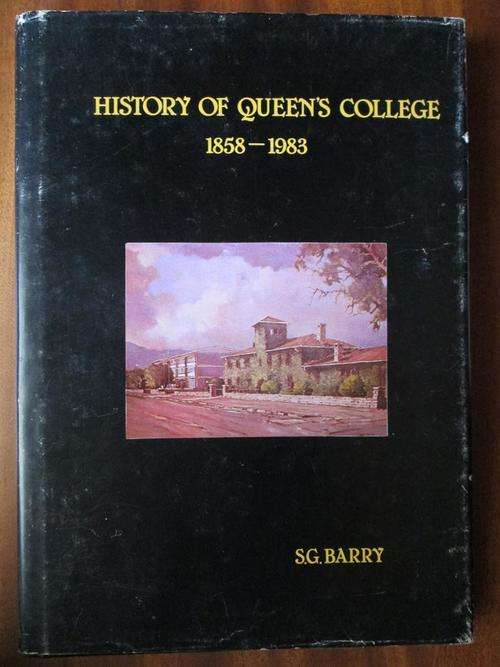 HISTORY OF QUEEN'S COLLEGE
1858–1983
S.G. BARRY